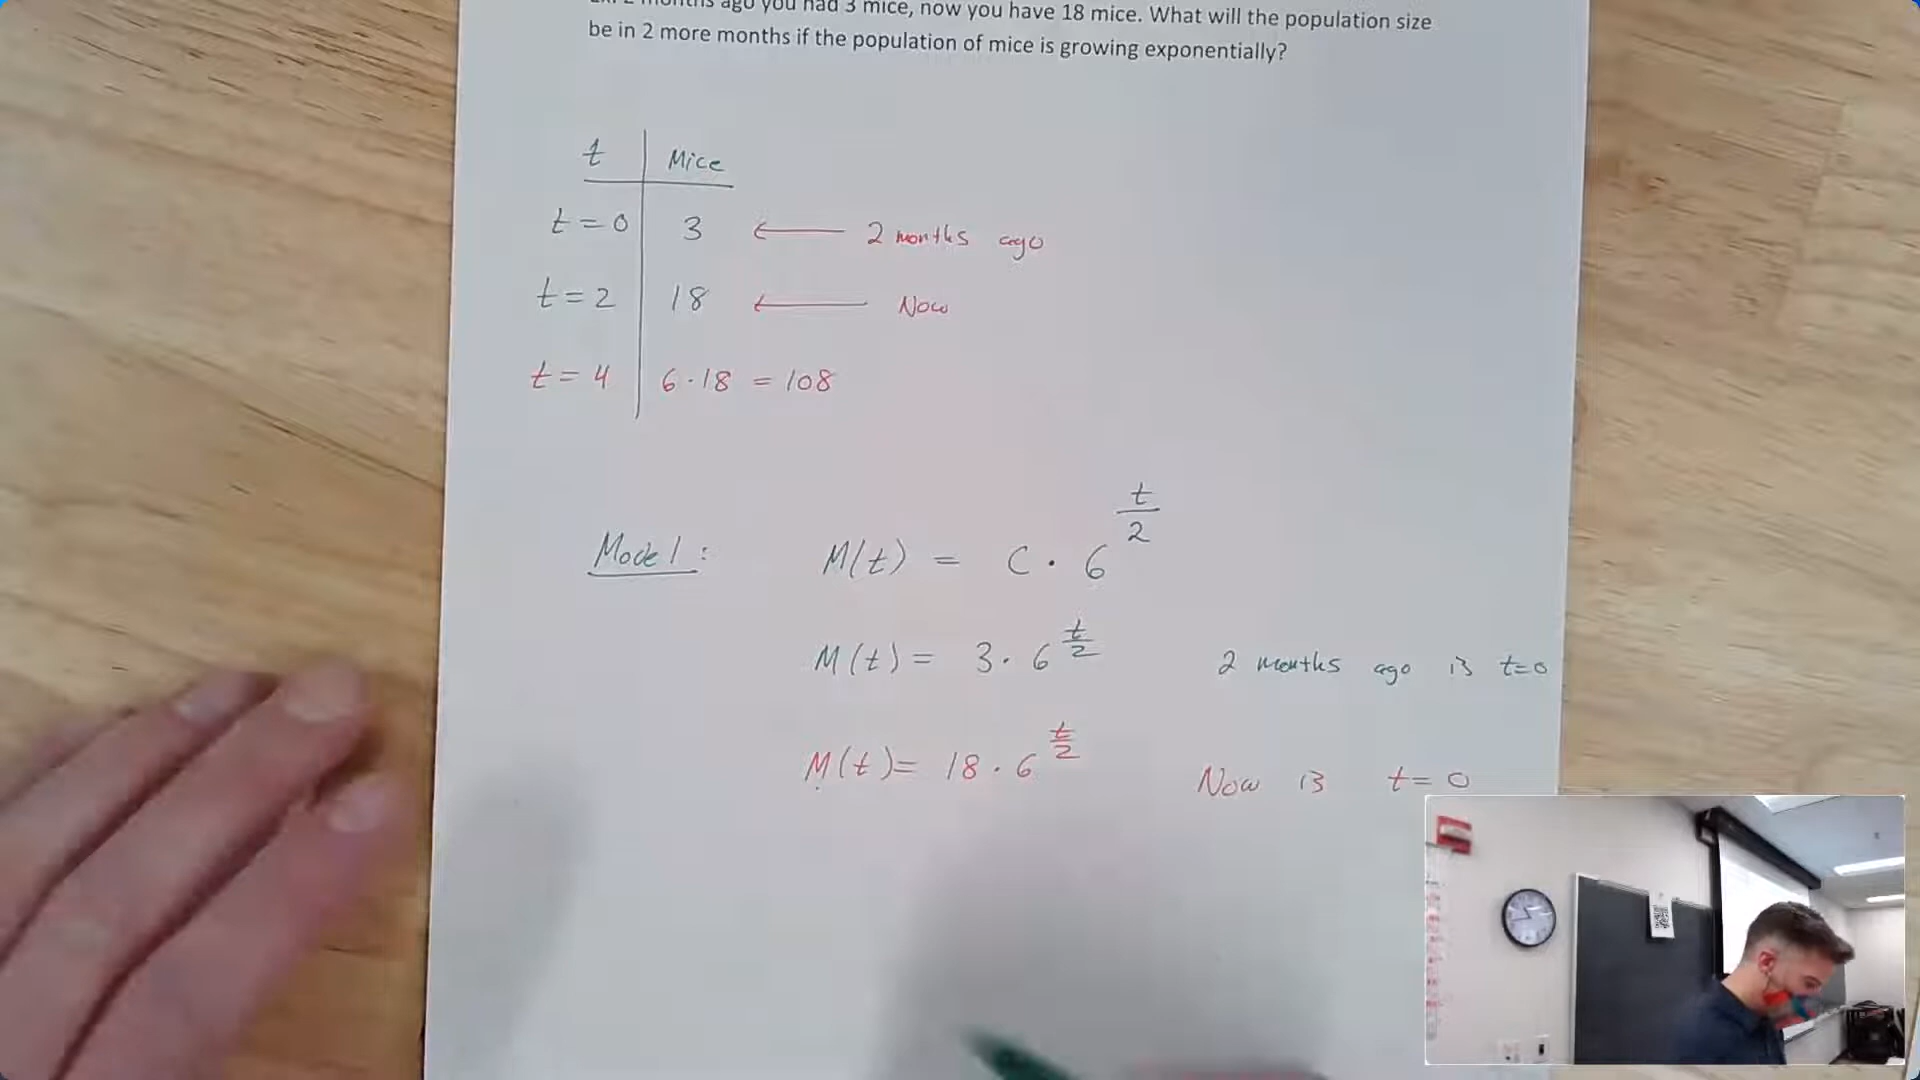 months ago you had 3 mice, now you have 18 mice. What will the population size
be in 2 more months if the population of mice is growing exponentially?
t Mice
t = 0 3 ← 2 months ago
t = 2 18 ← Now
t = 4 6 · 18 = 108
Model: M(t) = C · 6^(t/2)
M(t) = 3 · 6^(t/2) 2 months ago is t=0
M(t) = 18 · 6^(t/2) Now is t = 0